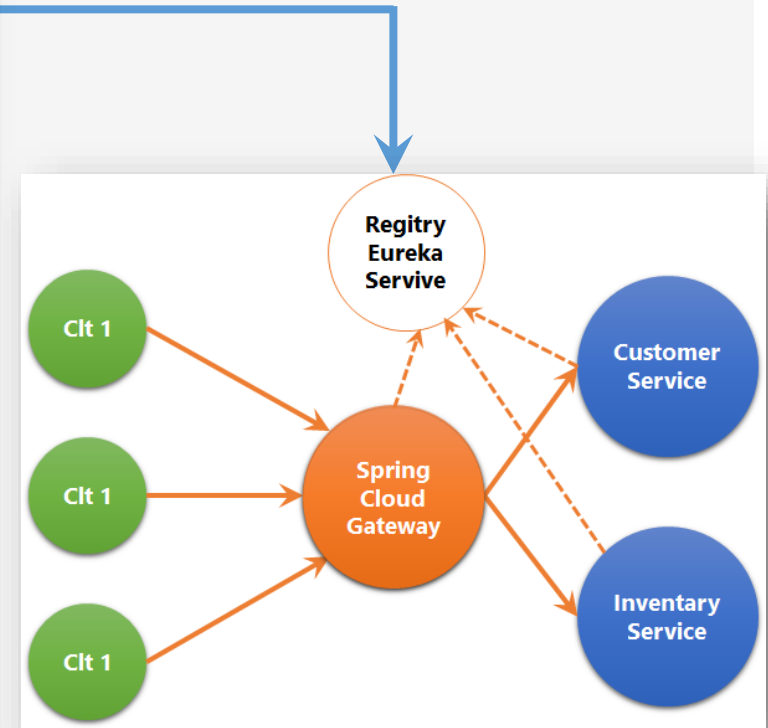 Regitry
Eureka
Servive
Clt 1
Customer
Service
Spring
Cloud
Gateway
Clt 1
Inventary
Service
Clt 1